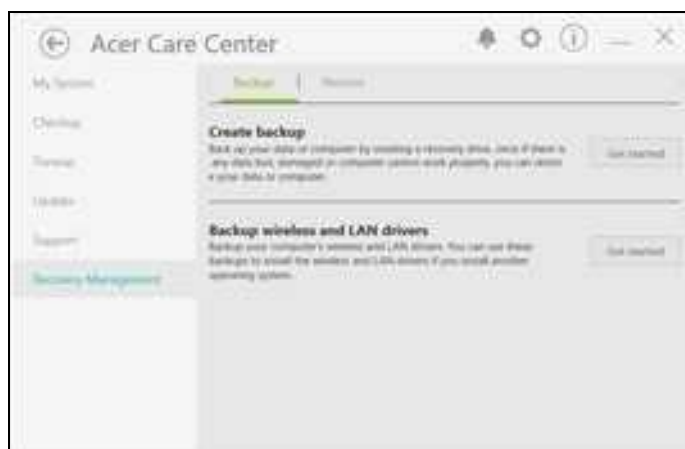 Acer Care Center
My System
Backup
Checkup
Create backup
Back up your data or computer by creating a recovery drive, once if there is
any data lost, damaged or computer cannot work properly, you can
your data to computer.
Get started
Tuneup
Update
Support
Backup wireless and LAN drivers
Backup your computer's wireless and LAN drivers. You can use these
backups to install the wireless and LAN drivers if you install another
operating system.
Get started
Recovery Management